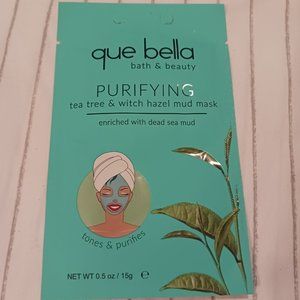 que bella
bath & beauty
PURIFYING
tea tree & witch hazel mud mask
enriched with dead sea mud
tones & purifies
NET WT 0.5 oz / 15g ℮